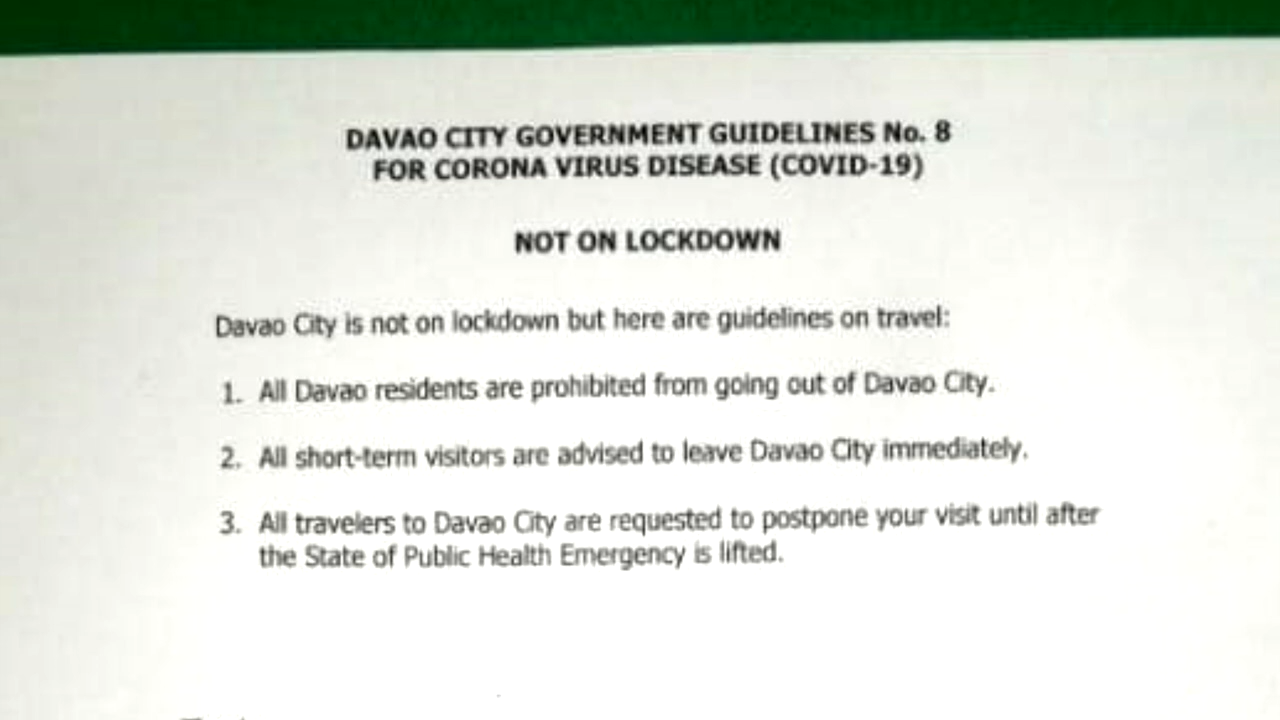 DAVAO CITY GOVERNMENT GUIDELINES No. 8
FOR CORONA VIRUS DISEASE (COVID-19)
NOT ON LOCKDOWN
Davao City is not on lockdown but here are guidelines on travel:
1. All Davao residents are prohibited from going out of Davao City.
2. All short-term visitors are advised to leave Davao City immediately.
3. All travelers to Davao City are requested to postpone your visit until after
the State of Public Health Emergency is lifted.